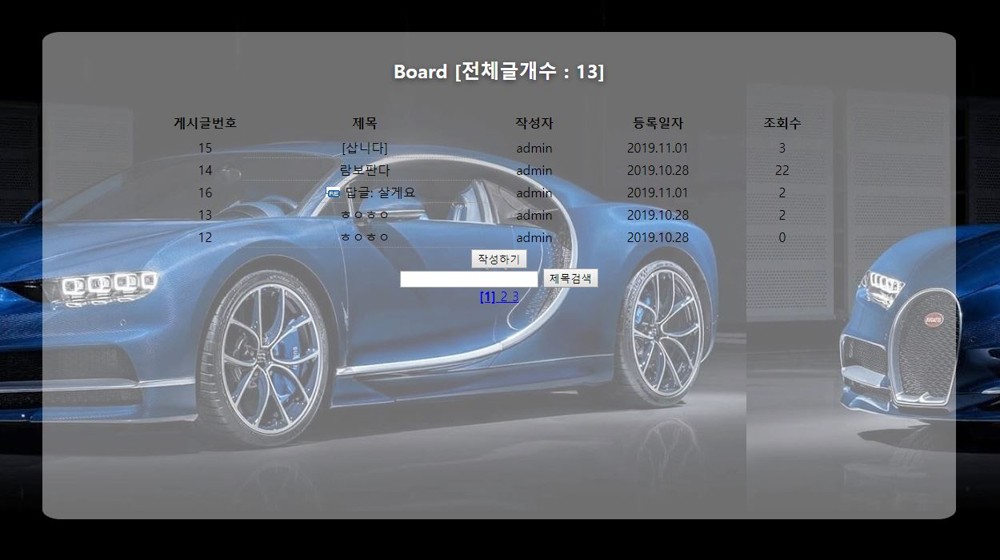 Board [전체글개수 : 13]
게시글번호 제목 작성자 등록일자 조회수
15 [삽니다] admin 2019.11.01 3
14 람보판다 admin 2019.10.28 22
16 RE 답글: 살게요 admin 2019.11.01 2
13 ㅎㅇㅎㅇ admin 2019.10.28 2
12 ㅎㅇㅎㅇ admin 2019.10.28 0
작성하기
제목검색
[1] 2 3
BUGATTI